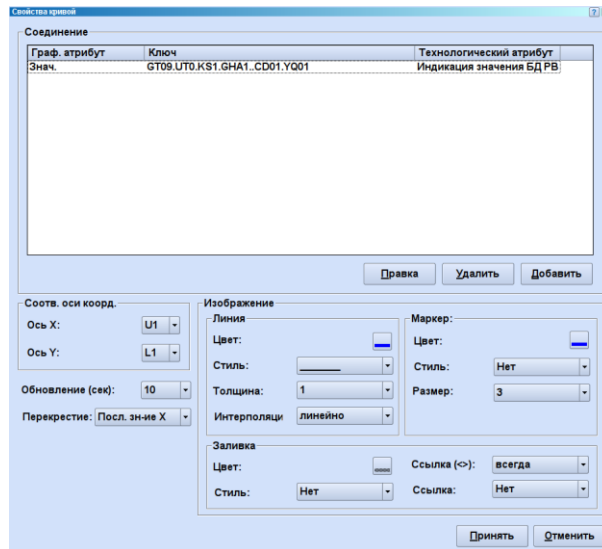 Свойства кривой
?
Соединение
Граф. атрибут Ключ Технологический атрибут
Знач. GT09.UT0.KS1.GHA1..CD01.YQ01 Индикация значения БД РВ
Правка Удалить Добавить
Соотв. оси коорд.
Ось X: U1
Ось Y: L1
Обновление (сек): 10
Перекрестие: Посл. зн-ие X
Изображение
Линия
Цвет:
Стиль:
Толщина: 1
Интерполяци линейно
Маркер:
Цвет:
Стиль: Нет
Размер: 3
Заливка
Цвет:
Стиль: Нет
Ссылка (<>): всегда
Ссылка: Нет
Принять Отменить